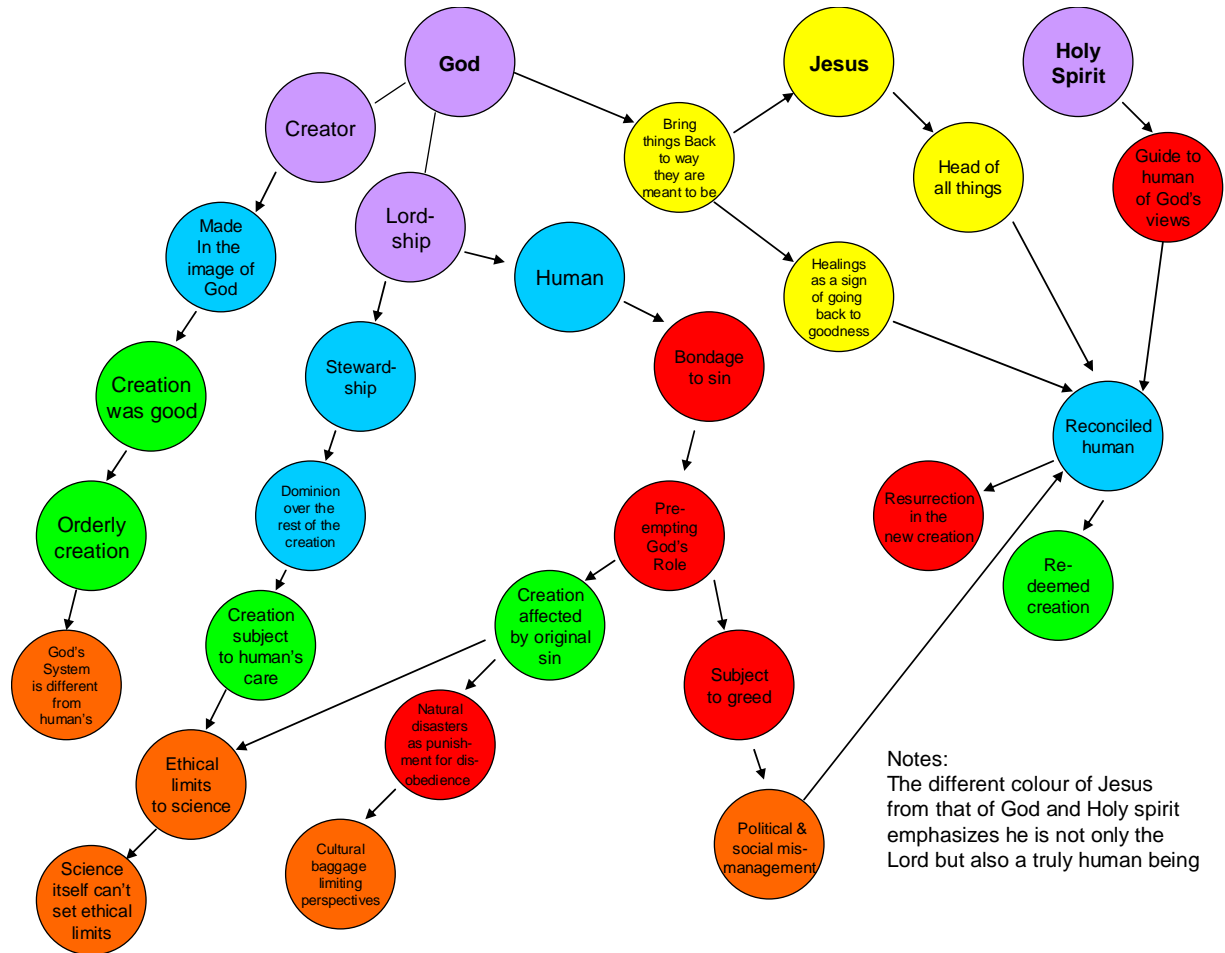 God
Jesus
Holy
Spirit
Creator
Bring
things Back
to way
they are
meant to be
Head of
all things
Guide to
human
of God's
views
Made
In the
image of
God
Lord-
ship
Human
Healings
as a sign
of going
back to
goodness
Creation
was good
Steward-
ship
Bondage
to sin
Reconciled
human
Orderly
creation
Dominion
over the
rest of the
creation
Pre-
empting
God's
Role
Resurrection
in the
new creation
Re-
deemed
creation
God's
System
is different
from
human's
Creation
subject
to human's
care
Creation
affected
by original
sin
Subject
to greed
Ethical
limits
to science
Natural
disasters
as punish-
ment for dis-
obedience
Political &
social mis-
management
Science
itself can't
set ethical
limits
Cultural
baggage
limiting
perspectives
Notes:
The different colour of Jesus
from that of God and Holy spirit
emphasizes he is not only the
Lord but also a truly human being